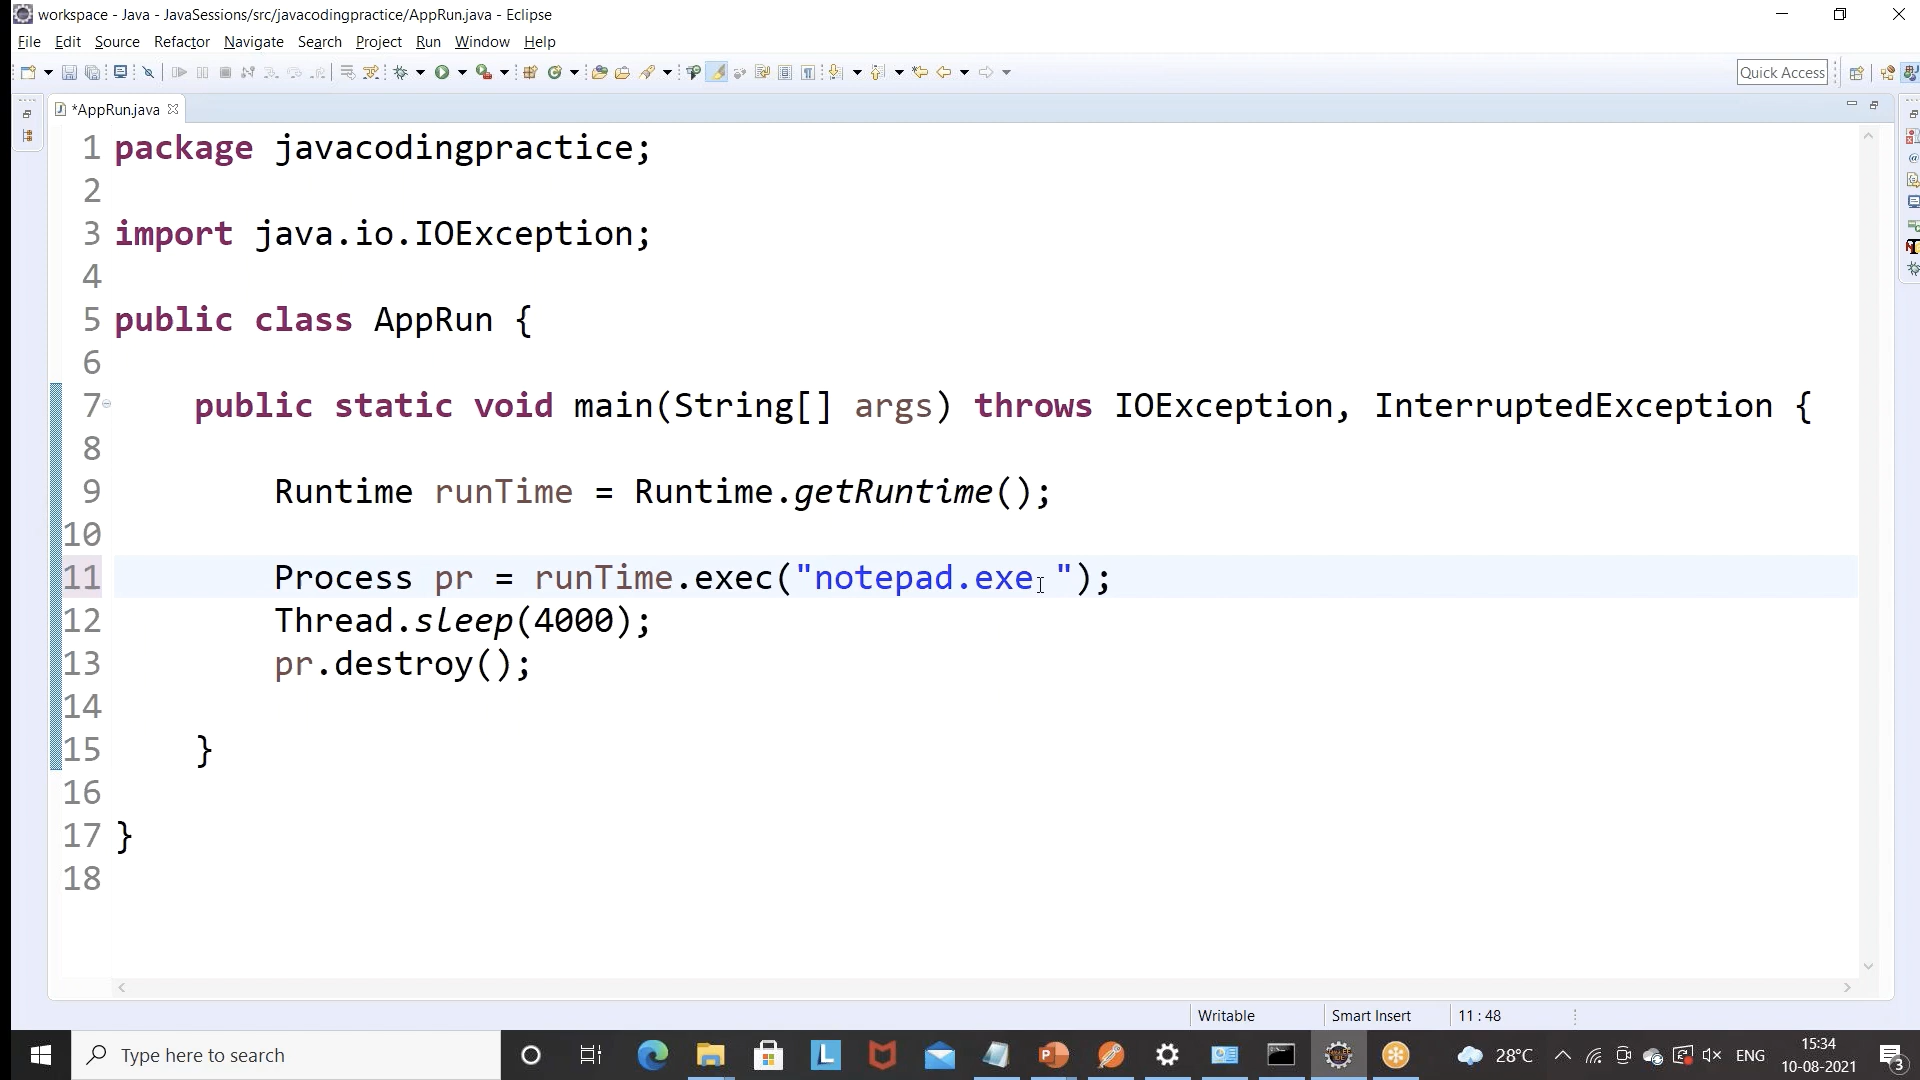 workspace - Java - JavaSessions/src/javacodingpractice/AppRun.java - Eclipse
File Edit Source Refactor Navigate Search Project Run Window Help
Quick Access
*AppRun.java
1 package javacodingpractice;
2
3 import java.io.IOException;
4
5 public class AppRun {
6
7 public static void main(String[] args) throws IOException, InterruptedException {
8
9 Runtime runTime = Runtime.getRuntime();
10
11 Process pr = runTime.exec("notepad.exe ");
12 Thread.sleep(4000);
13 pr.destroy();
14
15 }
16
17 }
18
Writable Smart Insert 11 : 48
Type here to search
28°C ENG 15:34
10-08-2021
3